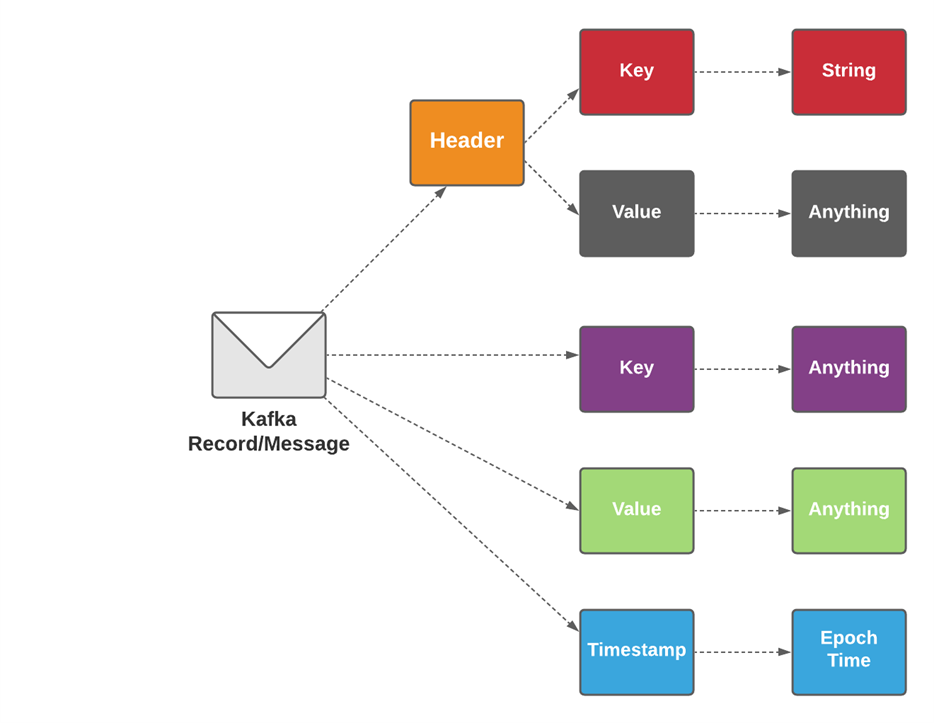 Key
String
Header
Value
Anything
Kafka
Record/Message
Key
Anything
Value
Anything
Timestamp
Epoch
Time